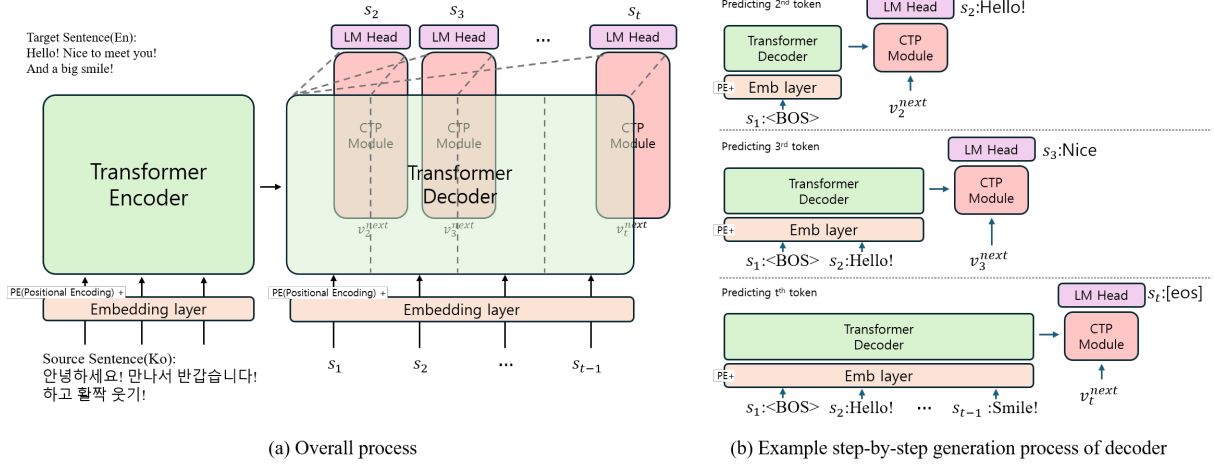 Target Sentence(En):
Hello! Nice to meet you!
And a big smile!
s₂
s₃
sₜ
LM Head
LM Head
...
LM Head
CTP
Module
CTP
Module
CTP
Module
Transformer
Encoder
Transformer
Decoder
v₂ⁿᵉˣᵗ
v₃ⁿᵉˣᵗ
vₜⁿᵉˣᵗ
PE(Positional Encoding) +
Embedding layer
PE(Positional Encoding) +
Embedding layer
Source Sentence(Ko):
안녕하세요! 만나서 반갑습니다!
하고 활짝 웃기!
s₁
s₂
...
sₜ₋₁
(a) Overall process
Predicting 2ⁿᵈ token
LM Head
s₂:Hello!
Transformer
Decoder
CTP
Module
PE+
Emb layer
s₁:<BOS>
v₂ⁿᵉˣᵗ
Predicting 3ʳᵈ token
LM Head
s₃:Nice
Transformer
Decoder
CTP
Module
PE+
Emb layer
s₁:<BOS>
s₂:Hello!
v₃ⁿᵉˣᵗ
Predicting tᵗʰ token
LM Head
sₜ:[eos]
Transformer
Decoder
CTP
Module
PE+
Emb layer
s₁:<BOS>
s₂:Hello!
...
sₜ₋₁ :Smile!
vₜⁿᵉˣᵗ
(b) Example step-by-step generation process of decoder